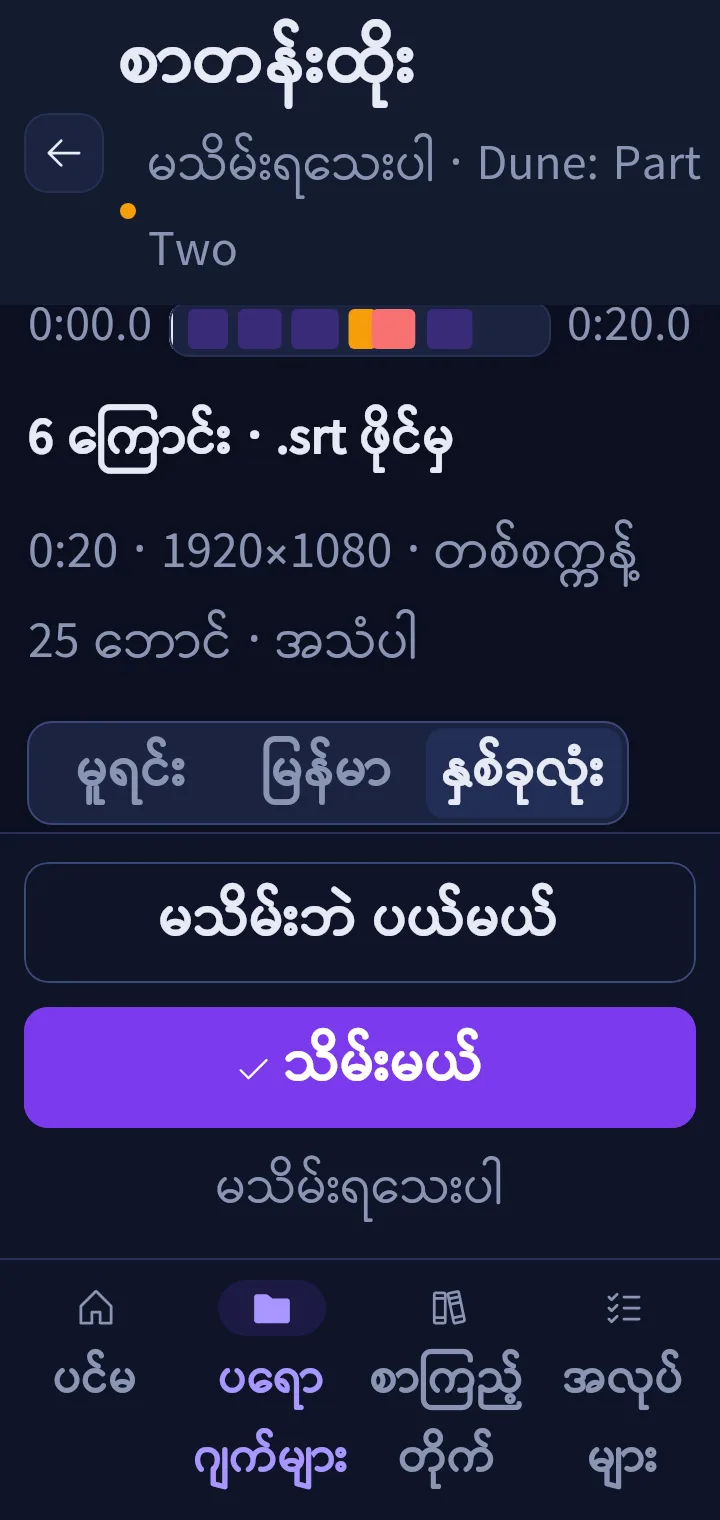 စာတန်းထိုး
မသိမ်းရသေးပါ · Dune: Part
Two
0:00.0 0:20.0
6 ကြောင်း · .srt ဖိုင်မှ
0:20 · 1920×1080 · တစ်စက္ကန့်
25 ဘောင် · အသံပါ
မူရင်း မြန်မာ နှစ်ခုလုံး
မသိမ်းဘဲ ပယ်မယ်
သိမ်းမယ်
မသိမ်းရသေးပါ
ပင်မ ပရော စာကြည့် အလုပ်
ဂျက်များ တိုက် များ